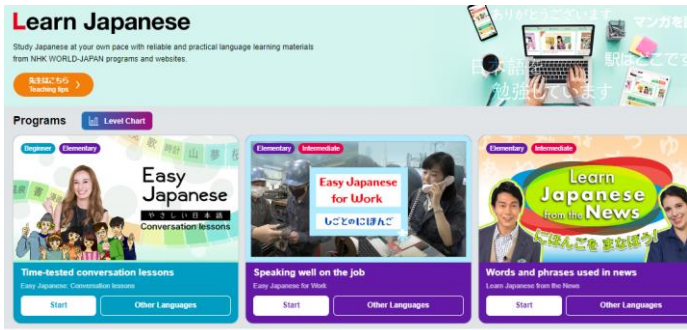 Learn Japanese
Study Japanese at your own pace with reliable and practical language learning materials
from NHK WORLD-JAPAN programs and websites.
先生はこちら
Teaching tips
ありがとうございます
マンガを
駅はどこです
日本語を
勉強しています
Programs
Level Chart
Beginner
Elementary
Easy
Japanese
やさしい日本語
Conversation lessons
Time-tested conversation lessons
Easy Japanese: Conversation lessons
Start
Other Languages
Elementary
Intermediate
Easy Japanese
for Work
しごとのにほんご
Speaking well on the job
Easy Japanese for Work
Start
Other Languages
Elementary
Intermediate
Learn
Japanese
from the News
にほんごを まなぼう!
Words and phrases used in news
Learn Japanese from the News
Start
Other Languages